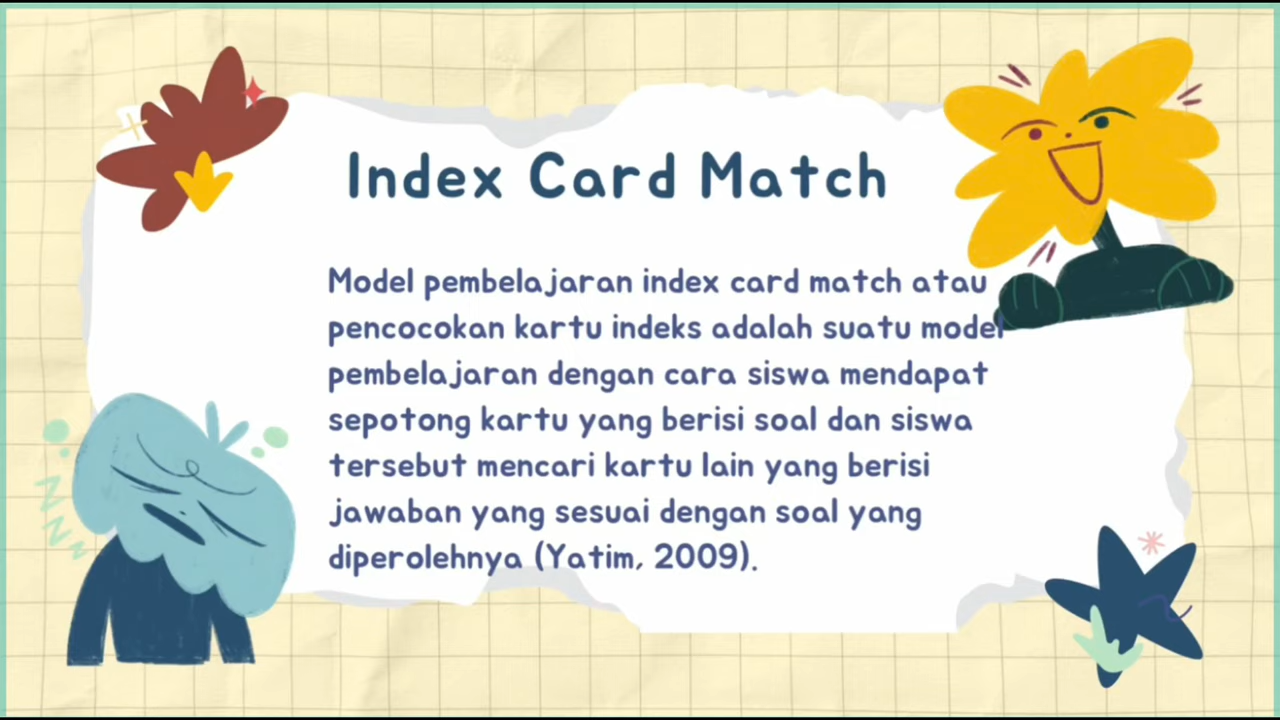 Index Card Match
Model pembelajaran index card match atau
pencocokan kartu indeks adalah suatu model
pembelajaran dengan cara siswa mendapat
sepotong kartu yang berisi soal dan siswa
tersebut mencari kartu lain yang berisi
jawaban yang sesuai dengan soal yang
diperolehnya (Yatim, 2009).